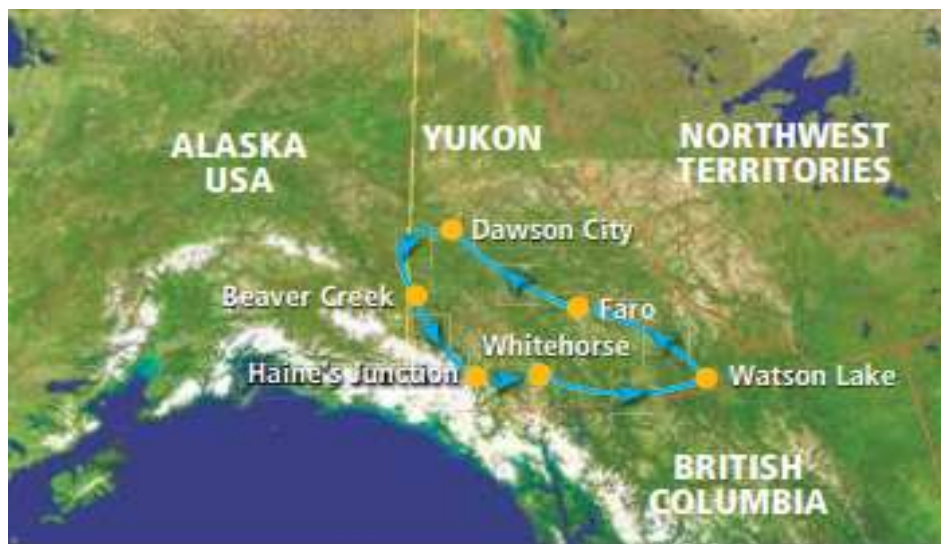 ALASKA
USA
YUKON
NORTHWEST
TERRITORIES
Dawson City
Beaver Creek
Faro
Whitehorse
Haine's Junction
Watson Lake
BRITISH
COLUMBIA